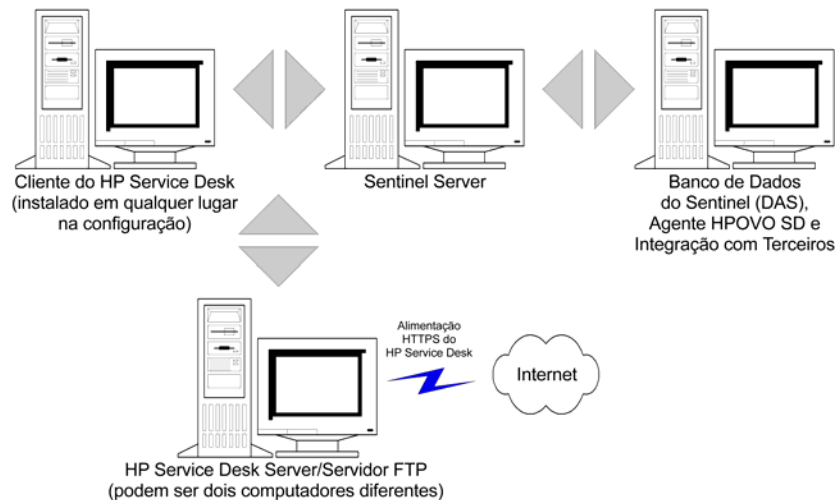 Cliente do HP Service Desk
(instalado em qualquer lugar
na configuração)
Sentinel Server
Banco de Dados
do Sentinel (DAS),
Agente HPOVO SD e
Integração com Terceiros
Alimentação
HTTPS do
HP Service Desk
Internet
HP Service Desk Server/Servidor FTP
(podem ser dois computadores diferentes)